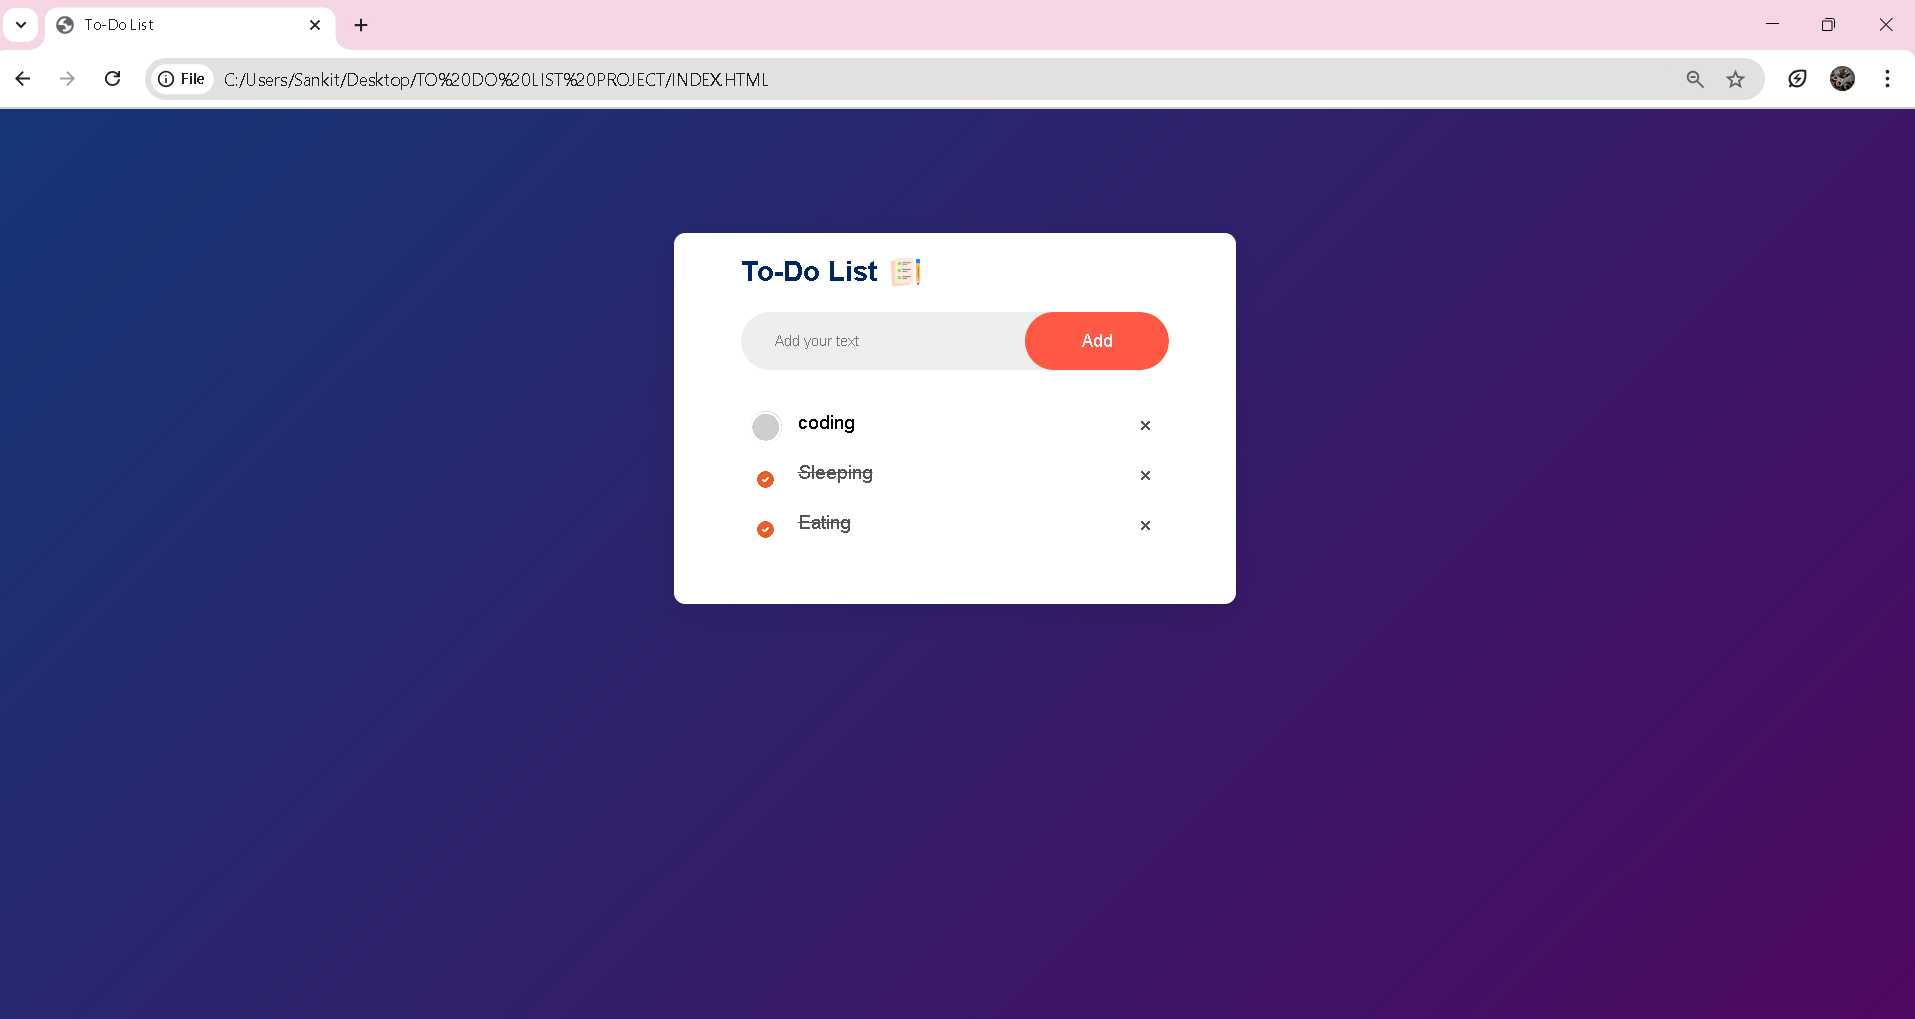 To-Do List
File C:/Users/Sankit/Desktop/TO%20DO%20LIST%20PROJECT/INDEX.HTML
To-Do List
Add your text Add
coding
Sleeping
Eating